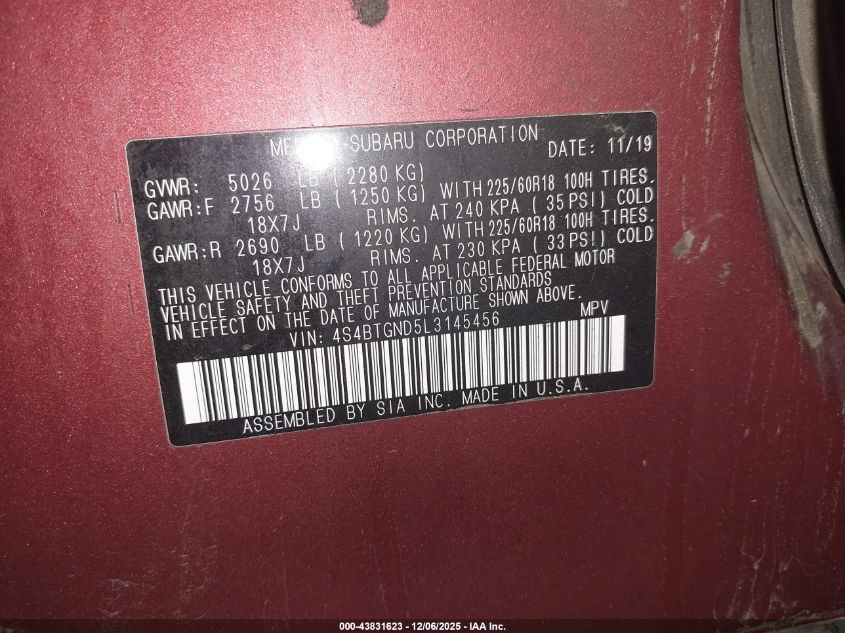 MFD SUBARU CORPORATION DATE: 11/19
GVWR: 5026 LB ( 2280 KG)
GAWR:F 2756 LB ( 1250 KG) WITH 225/60R18 100H TIRES.
18X7J RIMS. AT 240 KPA ( 35 PSI) COLD
GAWR:R 2690 LB ( 1220 KG) WITH 225/60R18 100H TIRES.
18X7J RIMS. AT 230 KPA ( 33 PSI) COLD
THIS VEHICLE CONFORMS TO ALL APPLICABLE FEDERAL MOTOR
VEHICLE SAFETY AND THEFT PREVENTION STANDARDS
IN EFFECT ON THE DATE OF MANUFACTURE SHOWN ABOVE.
VIN: 4S4BTGND5L3145456 MPV
ASSEMBLED BY SIA INC. MADE IN U.S.A.
000-43831623 - 12/06/2025 - IAA Inc.